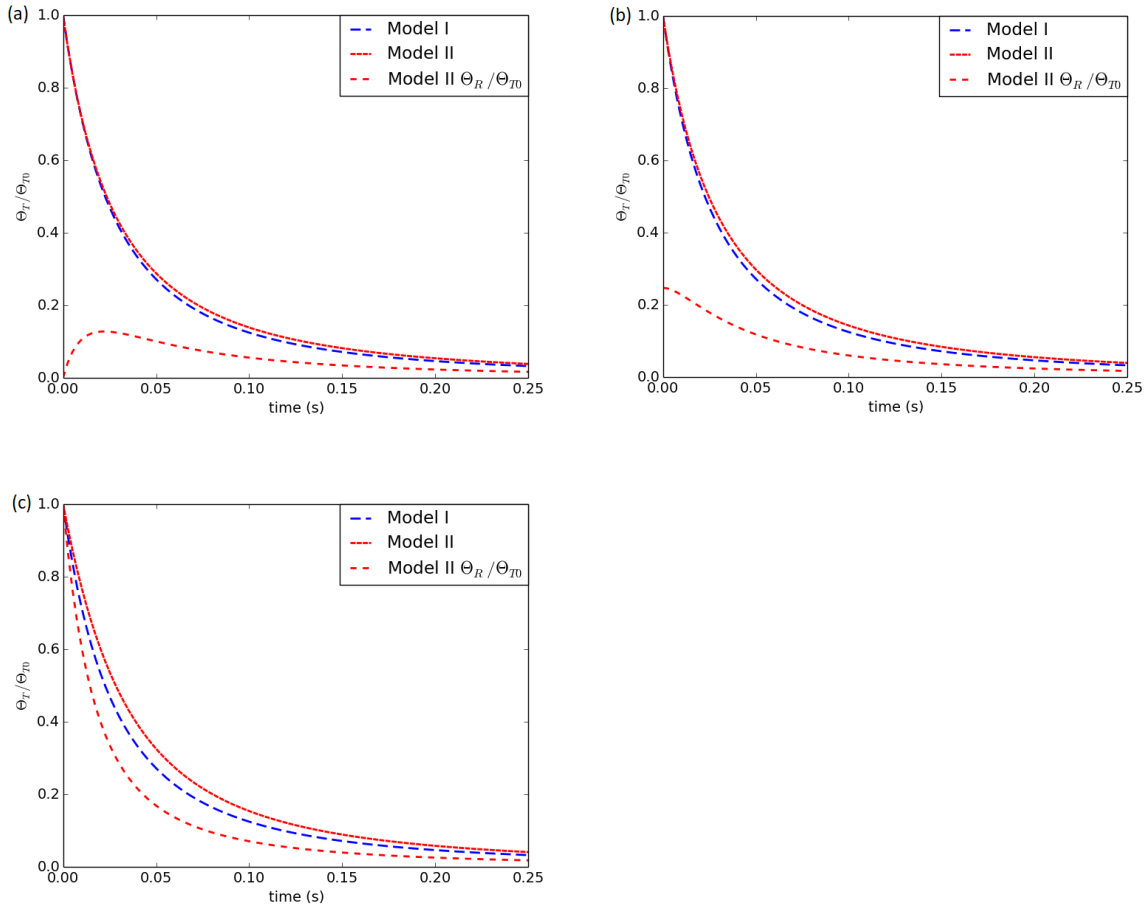 (a)
1.0
0.8
0.6
0.4
0.2
0.0
Θ_T/Θ_T0
Model I
Model II
Model II Θ_R/Θ_T0
0.00 0.05 0.10 0.15 0.20 0.25
time (s)
(b)
1.0
0.8
0.6
0.4
0.2
0.0
Θ_T/Θ_T0
Model I
Model II
Model II Θ_R/Θ_T0
0.00 0.05 0.10 0.15 0.20 0.25
time (s)
(c)
1.0
0.8
0.6
0.4
0.2
0.0
Θ_T/Θ_T0
Model I
Model II
Model II Θ_R/Θ_T0
0.00 0.05 0.10 0.15 0.20 0.25
time (s)